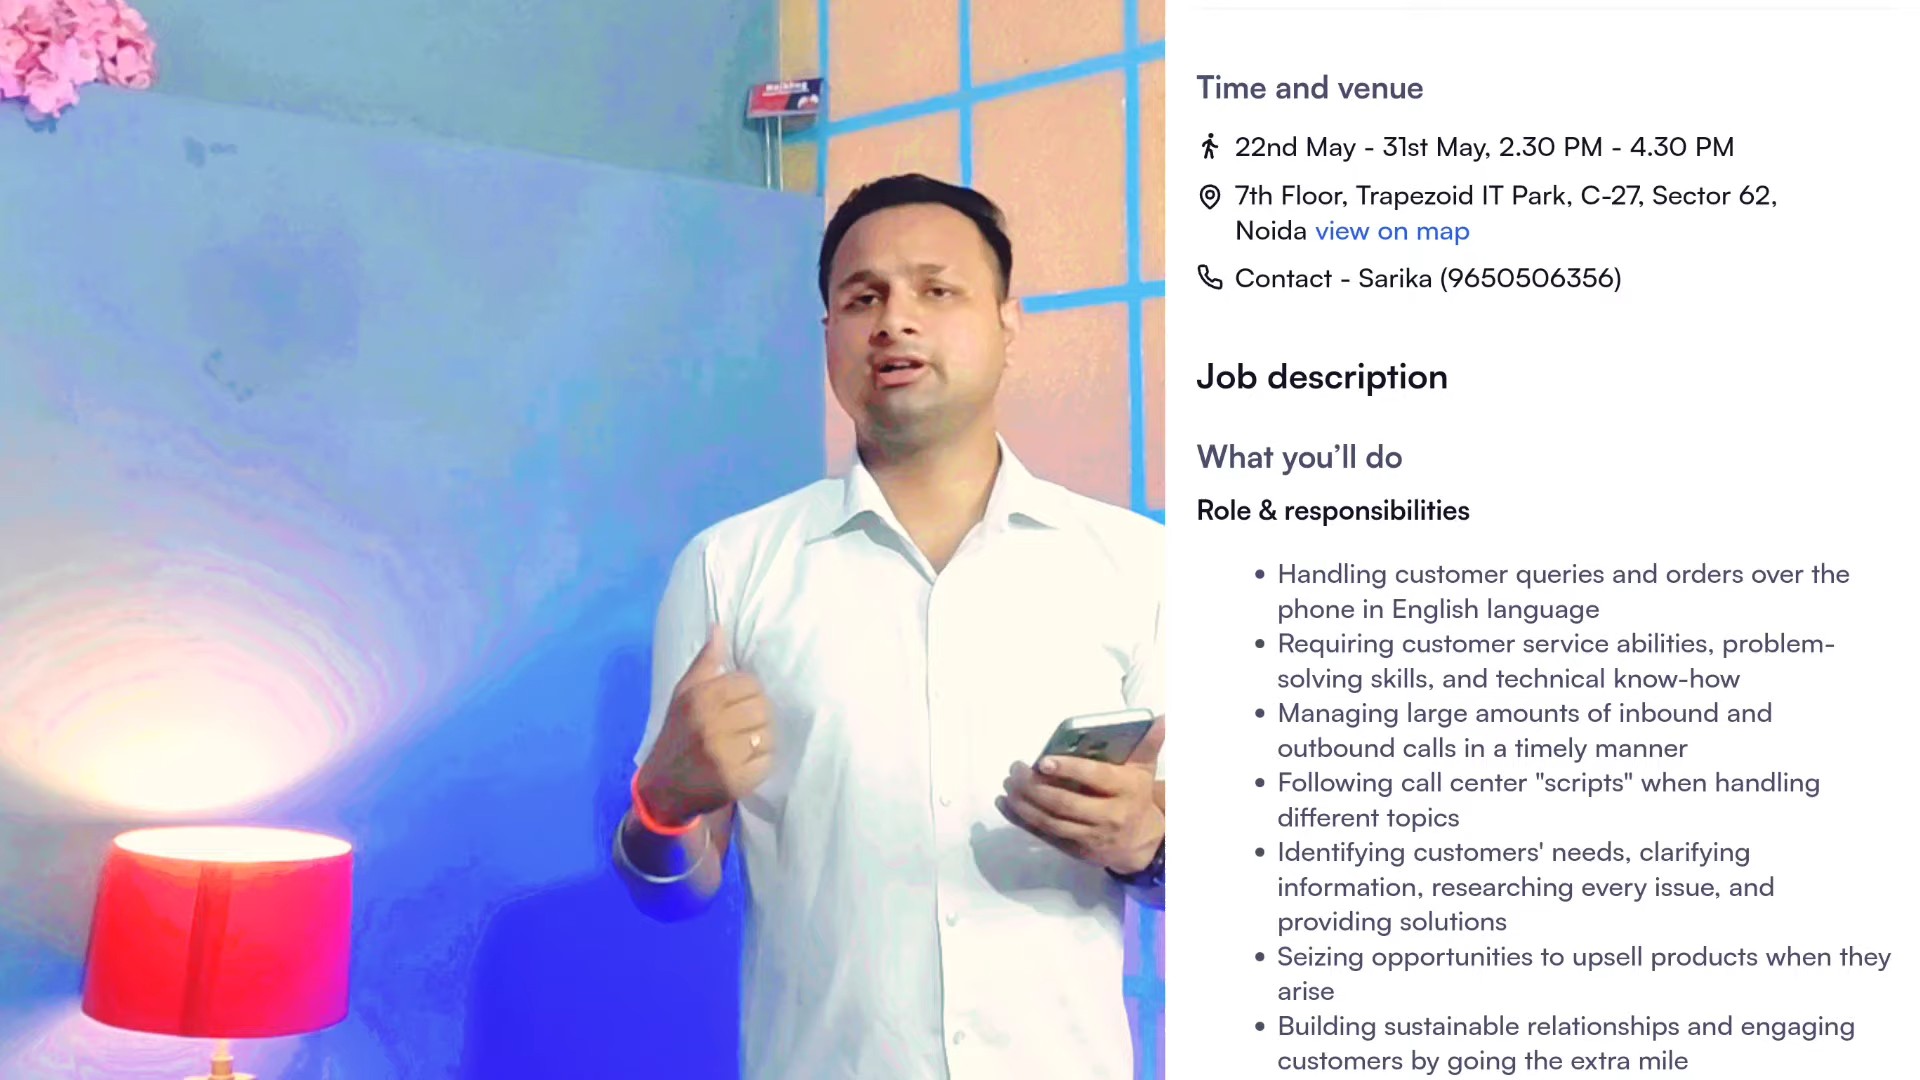 Time and venue
22nd May - 31st May, 2.30 PM - 4.30 PM
7th Floor, Trapezoid IT Park, C-27, Sector 62,
Noida view on map
Contact - Sarika (9650506356)
Job description
What you’ll do
Role & responsibilities
• Handling customer queries and orders over the
phone in English language
• Requiring customer service abilities, problem-
solving skills, and technical know-how
• Managing large amounts of inbound and
outbound calls in a timely manner
• Following call center "scripts" when handling
different topics
• Identifying customers' needs, clarifying
information, researching every issue, and
providing solutions
• Seizing opportunities to upsell products when they
arise
• Building sustainable relationships and engaging
customers by going the extra mile